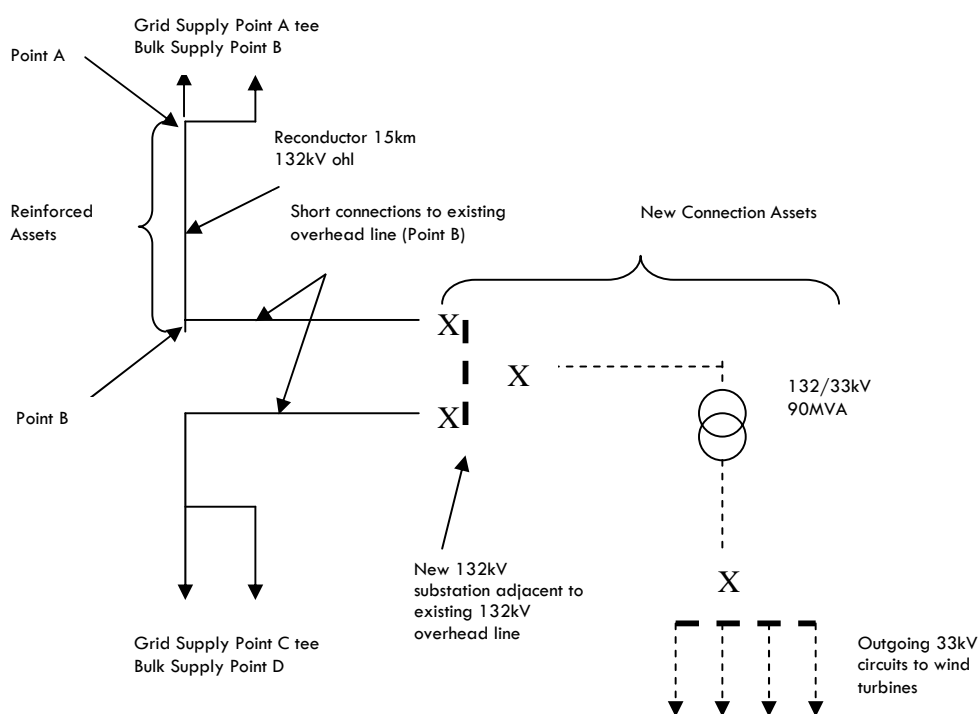 Grid Supply Point A tee
Bulk Supply Point B
Point A
Reconductor 15km
132kV ohl
Reinforced
Assets
Short connections to existing
overhead line (Point B)
New Connection Assets
X
X
132/33kV
90MVA
Point B
X
New 132kV
substation adjacent to
existing 132kV
overhead line
X
Grid Supply Point C tee
Bulk Supply Point D
Outgoing 33kV
circuits to wind
turbines